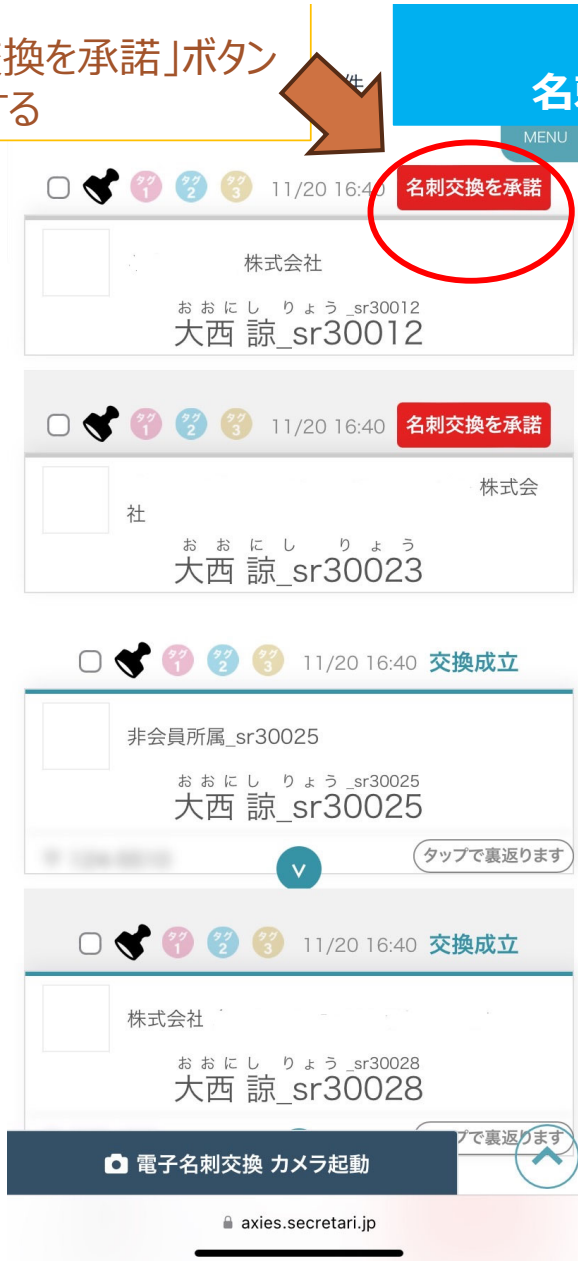 換を承諾」ボタン
る
件
名
MENU
タグ1 タグ2 タグ3 11/20 16:40 名刺交換を承諾
株式会社
おおにし りょう_sr30012
大西 諒_sr30012
タグ1 タグ2 タグ3 11/20 16:40 名刺交換を承諾
株式会
社
おおにし りょう
大西 諒_sr30023
タグ1 タグ2 タグ3 11/20 16:40 交換成立
非会員所属_sr30025
おおにし りょう_sr30025
大西 諒_sr30025
タップで裏返ります
タグ1 タグ2 タグ3 11/20 16:40 交換成立
株式会社
おおにし りょう_sr30028
大西 諒_sr30028
プで裏返ります
電子名刺交換 カメラ起動
axies.secretari.jp